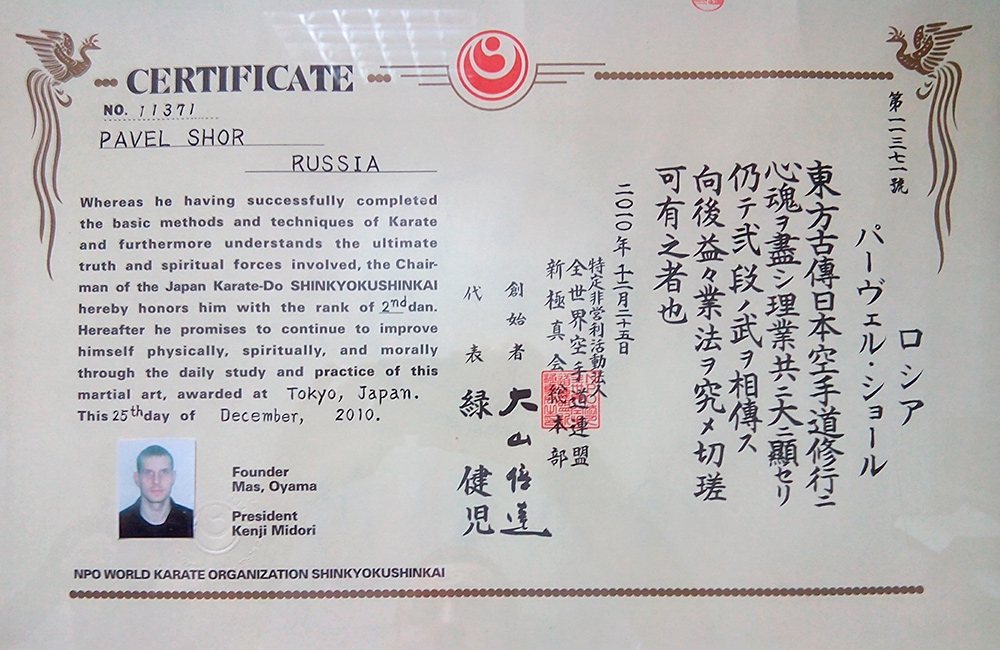 CERTIFICATE
NO. 11371
PAVEL SHOR
RUSSIA
Whereas he having successfully completed
the basic methods and techniques of Karate
and furthermore understands the ultimate
truth and spiritual forces involved, the Chair-
man of the Japan Karate-Do SHINKYOKUSHINKAI
hereby honors him with the rank of 2nd dan.
Hereafter he promises to continue to improve
himself physically, spiritually, and morally
through the daily study and practice of this
martial art, awarded at Tokyo, Japan.
This 25th day of December, 2010.
Founder
Mas, Oyama
President
Kenji Midori
NPO WORLD KARATE ORGANIZATION SHINKYOKUSHINKAI
第一一三七一號
ロシア
パーヴェル・ショール
東方古傳日本空手道修行ニ
心魂ヲ盡シ理業共ニ大ニ顯セリ
仍テ弐段ノ武ヲ相傳ス
向後益々業法ヲ究メ切瑳
可有之者也
二〇一〇年十二月二十五日
特定非営利活動法人
全世界空手道連盟
新極真会総本部
創始者 大山倍達
代表 緑健児